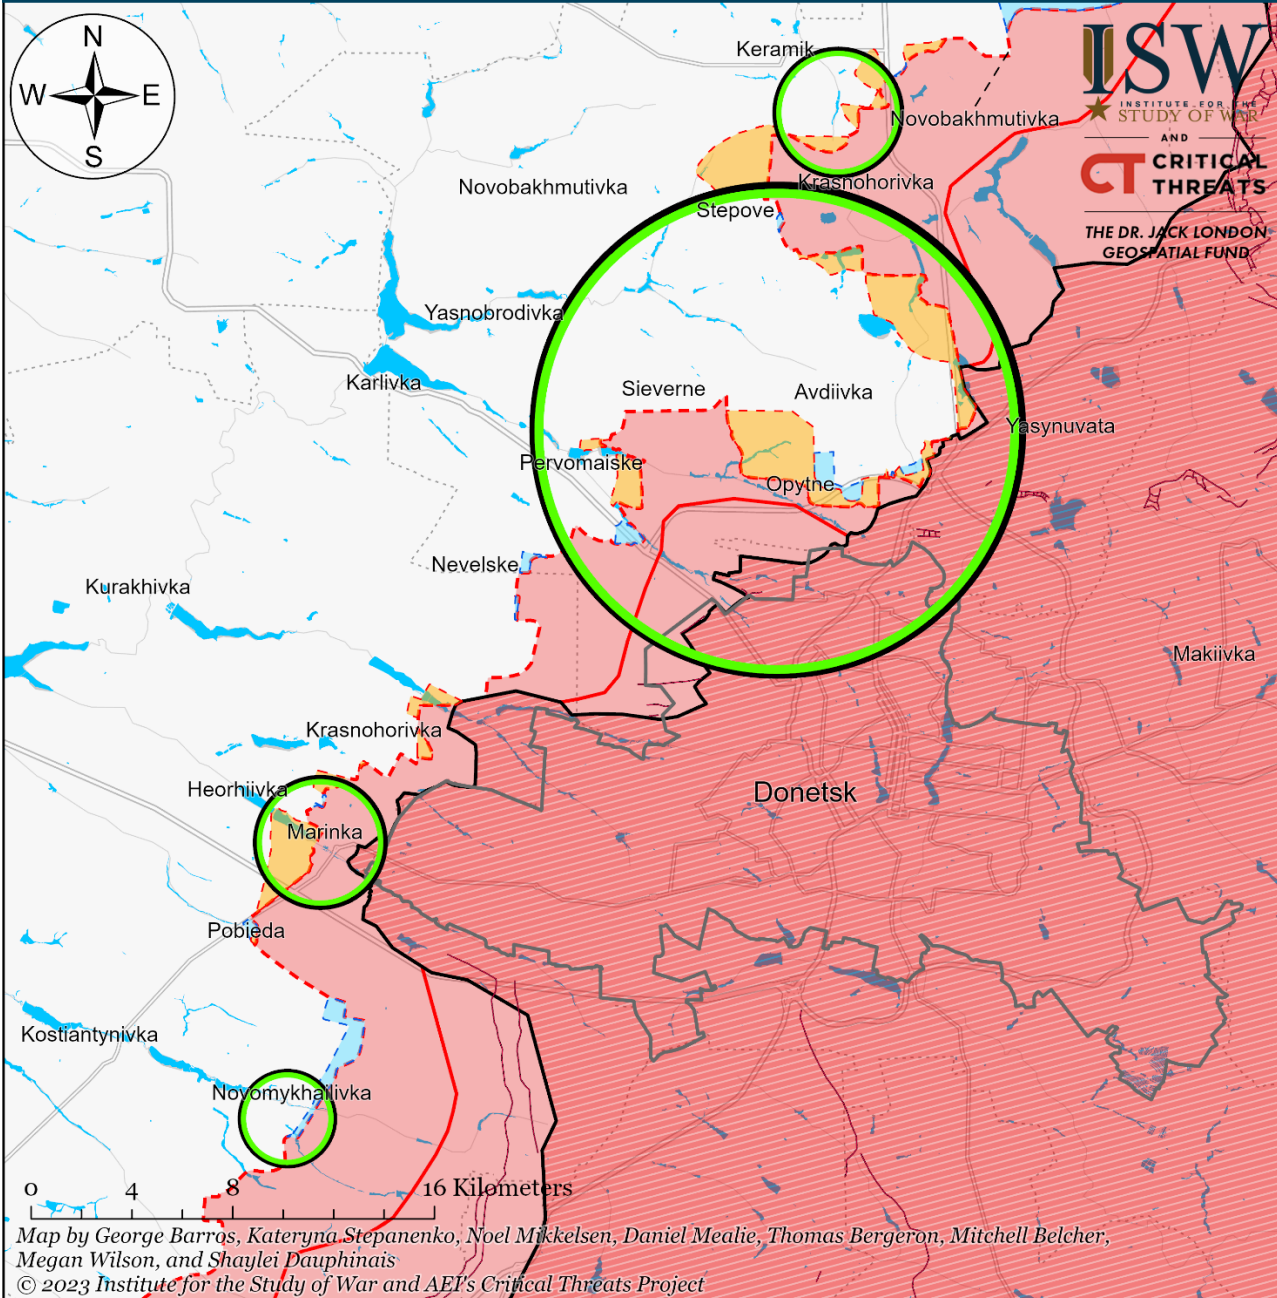 N
W
E
S
Keramik
ISW
INSTITUTE FOR THE
STUDY OF WAR
AND
CT CRITICAL
THREATS
THE DR. JACK LONDON
GEOSPATIAL FUND
Novobakhmutivka
Krasnohorivka
Novobakhmutivka
Stepove
Yasnobrodivka
Karlivka
Sieverne
Avdiivka
Yasynuvata
Pervomaiske
Opytne
Nevelske
Kurakhivka
Makiivka
Krasnohorivka
Heorhiivka
Donetsk
Marinka
Pobieda
Kostiantynivka
Novomykhailivka
0 4 8 16 Kilometers
Map by George Barros, Kateryna Stepanenko, Noel Mikkelsen, Daniel Mealie, Thomas Bergeron, Mitchell Belcher,
Megan Wilson, and Shaylei Dauphinais
© 2023 Institute for the Study of War and AEI's Critical Threats Project